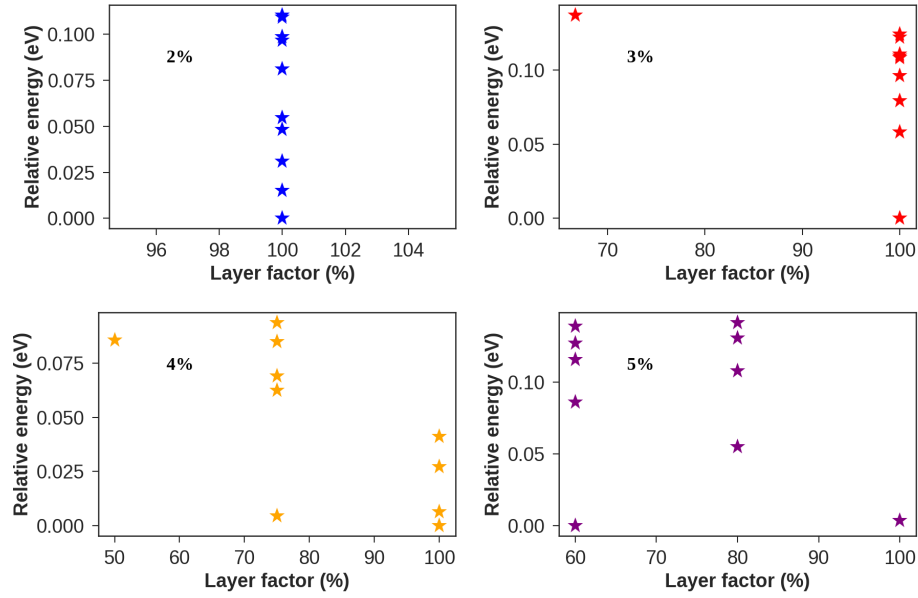 Relative energy (eV)
0.100
0.075
0.050
0.025
0.000
2%
96 98 100 102 104
Layer factor (%)
Relative energy (eV)
0.10
0.05
0.00
3%
70 80 90 100
Layer factor (%)
Relative energy (eV)
0.075
0.050
0.025
0.000
4%
50 60 70 80 90 100
Layer factor (%)
Relative energy (eV)
0.10
0.05
0.00
5%
60 70 80 90 100
Layer factor (%)